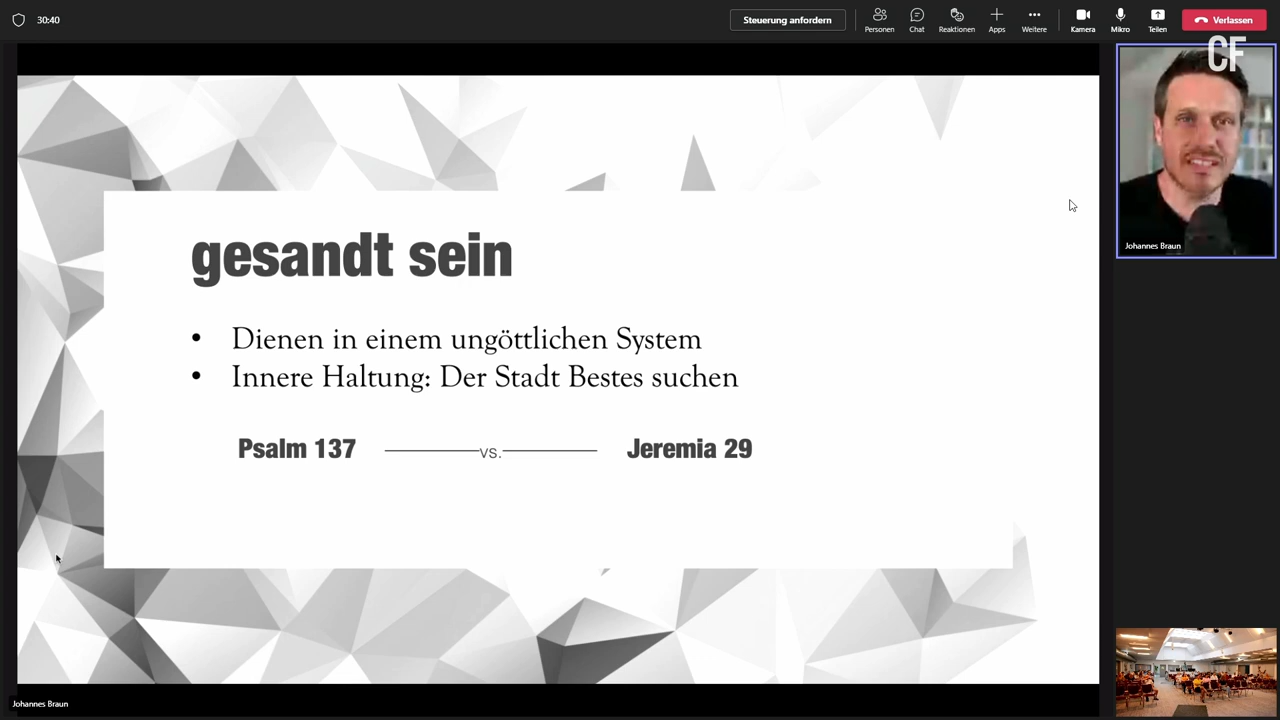 30:40
Steuerung anfordern
Personen
Chat
Reaktionen
Apps
Weitere
Kamera
Mikro
Teilen
Verlassen
CF
gesandt sein
• Dienen in einem ungöttlichen System
• Innere Haltung: Der Stadt Bestes suchen
Psalm 137 vs. Jeremia 29
Johannes Braun
Johannes Braun